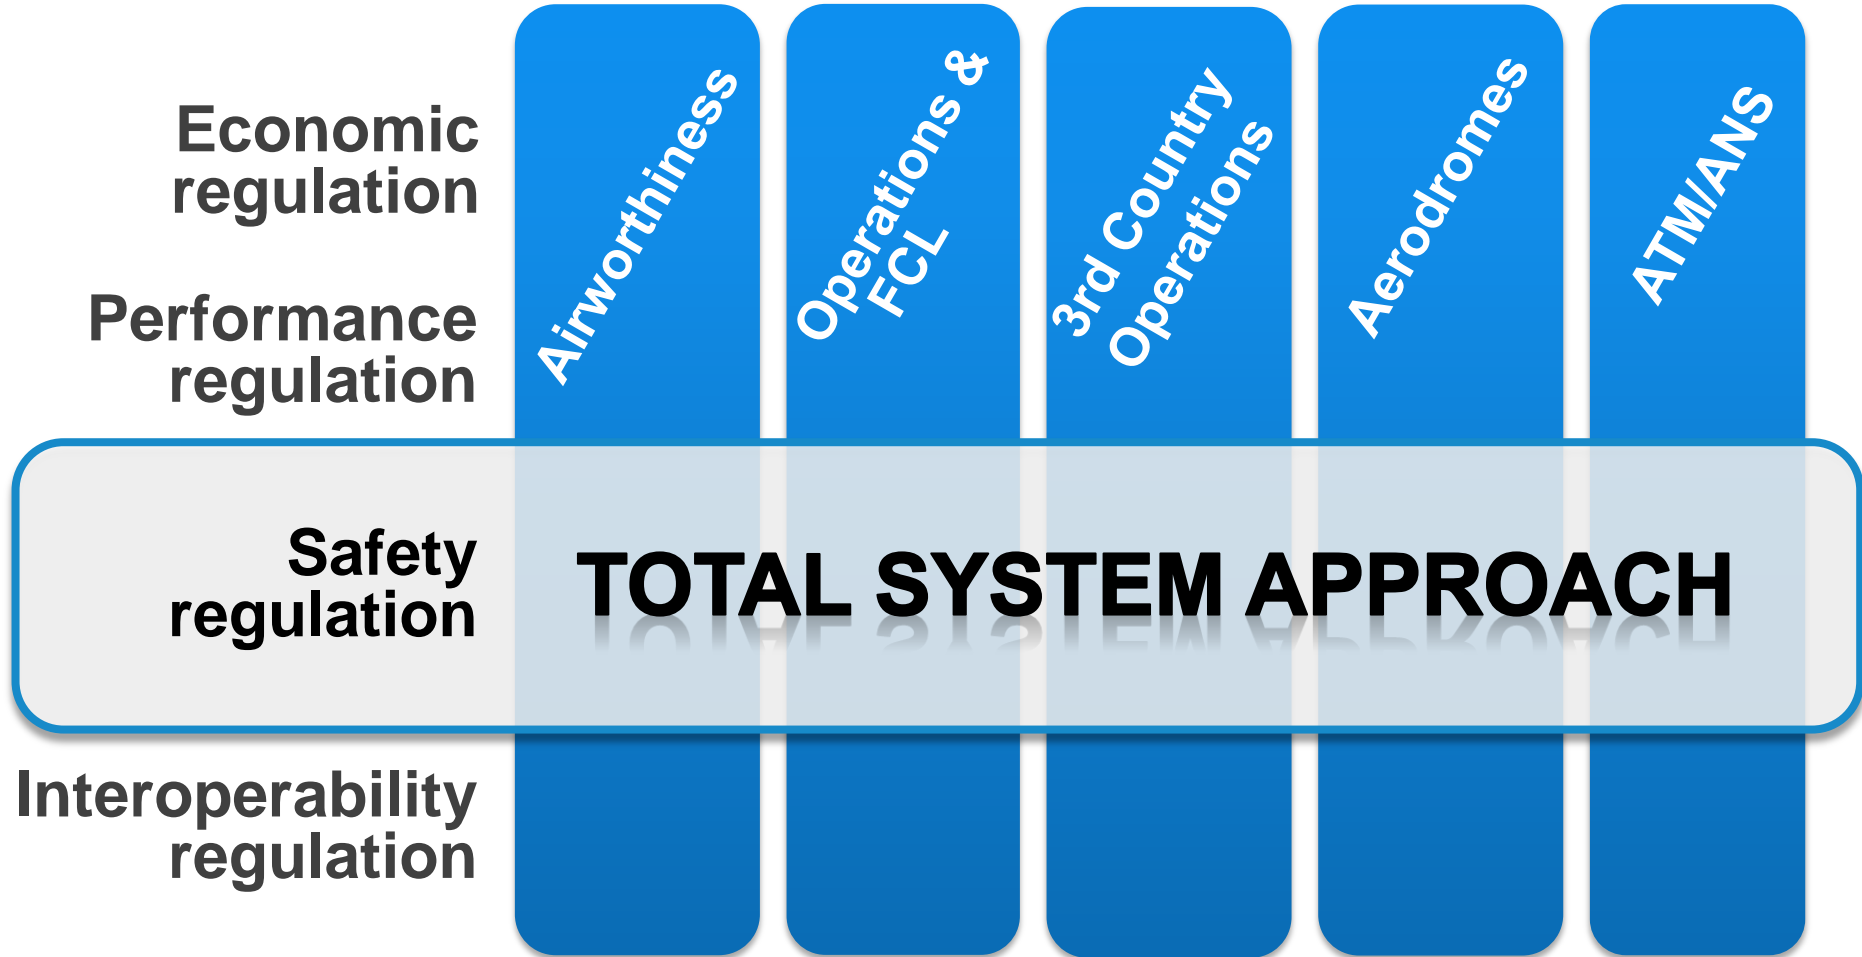 Economic
regulation
Performance
regulation
Airworthiness
Operations &
FCL
3rd Country
Operations
Aerodromes
ATM/ANS
Safety
regulation
TOTAL SYSTEM APPROACH
Interoperability
regulation